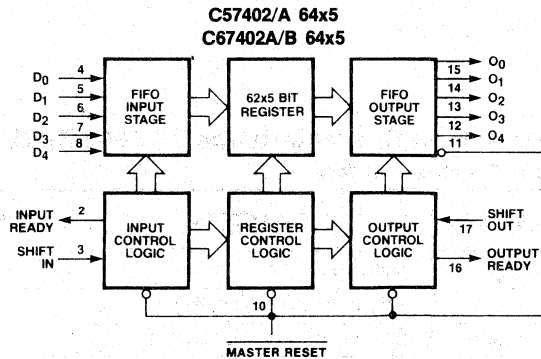 C57402/A 64x5
C67402A/B 64x5
D0 4
D1 5
D2 6
D3 7
D4 8
FIFO
INPUT
STAGE
62x5 BIT
REGISTER
FIFO
OUTPUT
STAGE
O0
15 O1
14 O2
13 O3
12 O4
11
INPUT
READY
2
SHIFT
IN
3
INPUT
CONTROL
LOGIC
REGISTER
CONTROL
LOGIC
OUTPUT
CONTROL
LOGIC
SHIFT
OUT
17
16
OUTPUT
READY
10
MASTER RESET